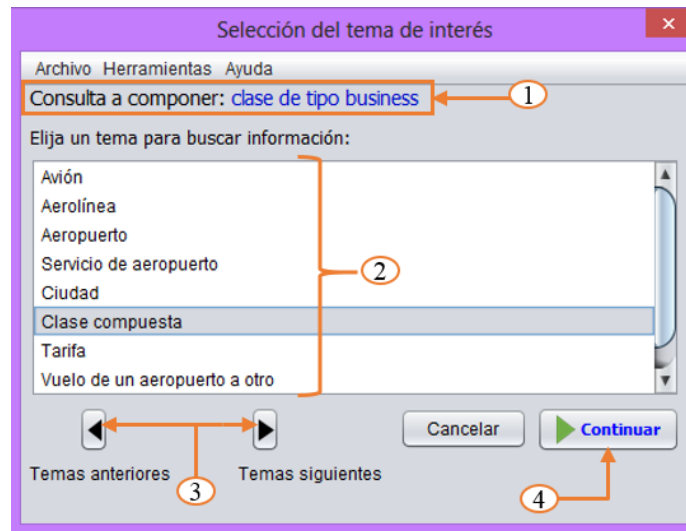 Selección del tema de interés
×
Archivo Herramientas Ayuda
Consulta a componer: clase de tipo business
1
Elija un tema para buscar información:
Avión
Aerolínea
Aeropuerto
Servicio de aeropuerto
2
Ciudad
Clase compuesta
Tarifa
Vuelo de un aeropuerto a otro
Cancelar
Continuar
Temas anteriores
3
Temas siguientes
4